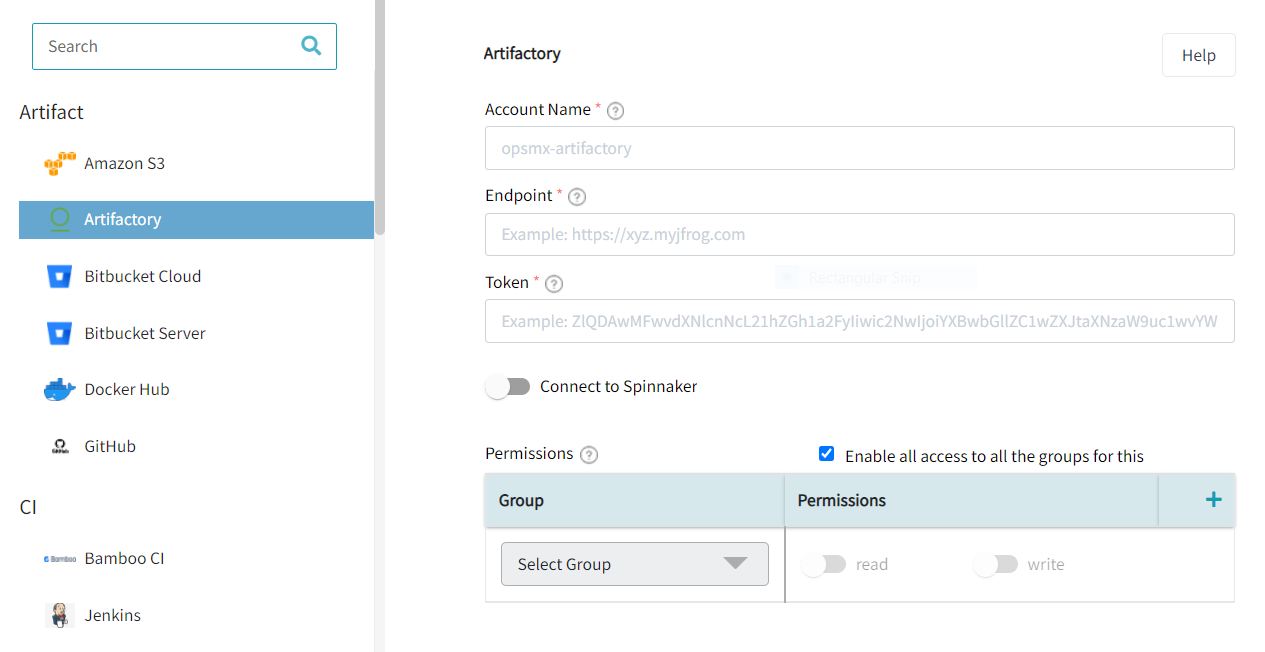 Search
Artifact
Amazon S3
Artifactory
Bitbucket Cloud
Bitbucket Server
Docker Hub
GitHub
CI
Bamboo
Bamboo CI
Jenkins
Artifactory
Help
Account Name *
opsmx-artifactory
Endpoint *
Example: https://xyz.myjfrog.com
Rectangular Snip
Token *
Example: ZlQDAwMFwvdXNlcnNcL21hZGh1a2FyIiwic2NwIjoiYXBwbGllZC1wZXJtaXNzaW9uc1wvYW
Connect to Spinnaker
Permissions
Enable all access to all the groups for this
Group
Permissions
+
Select Group
read
write